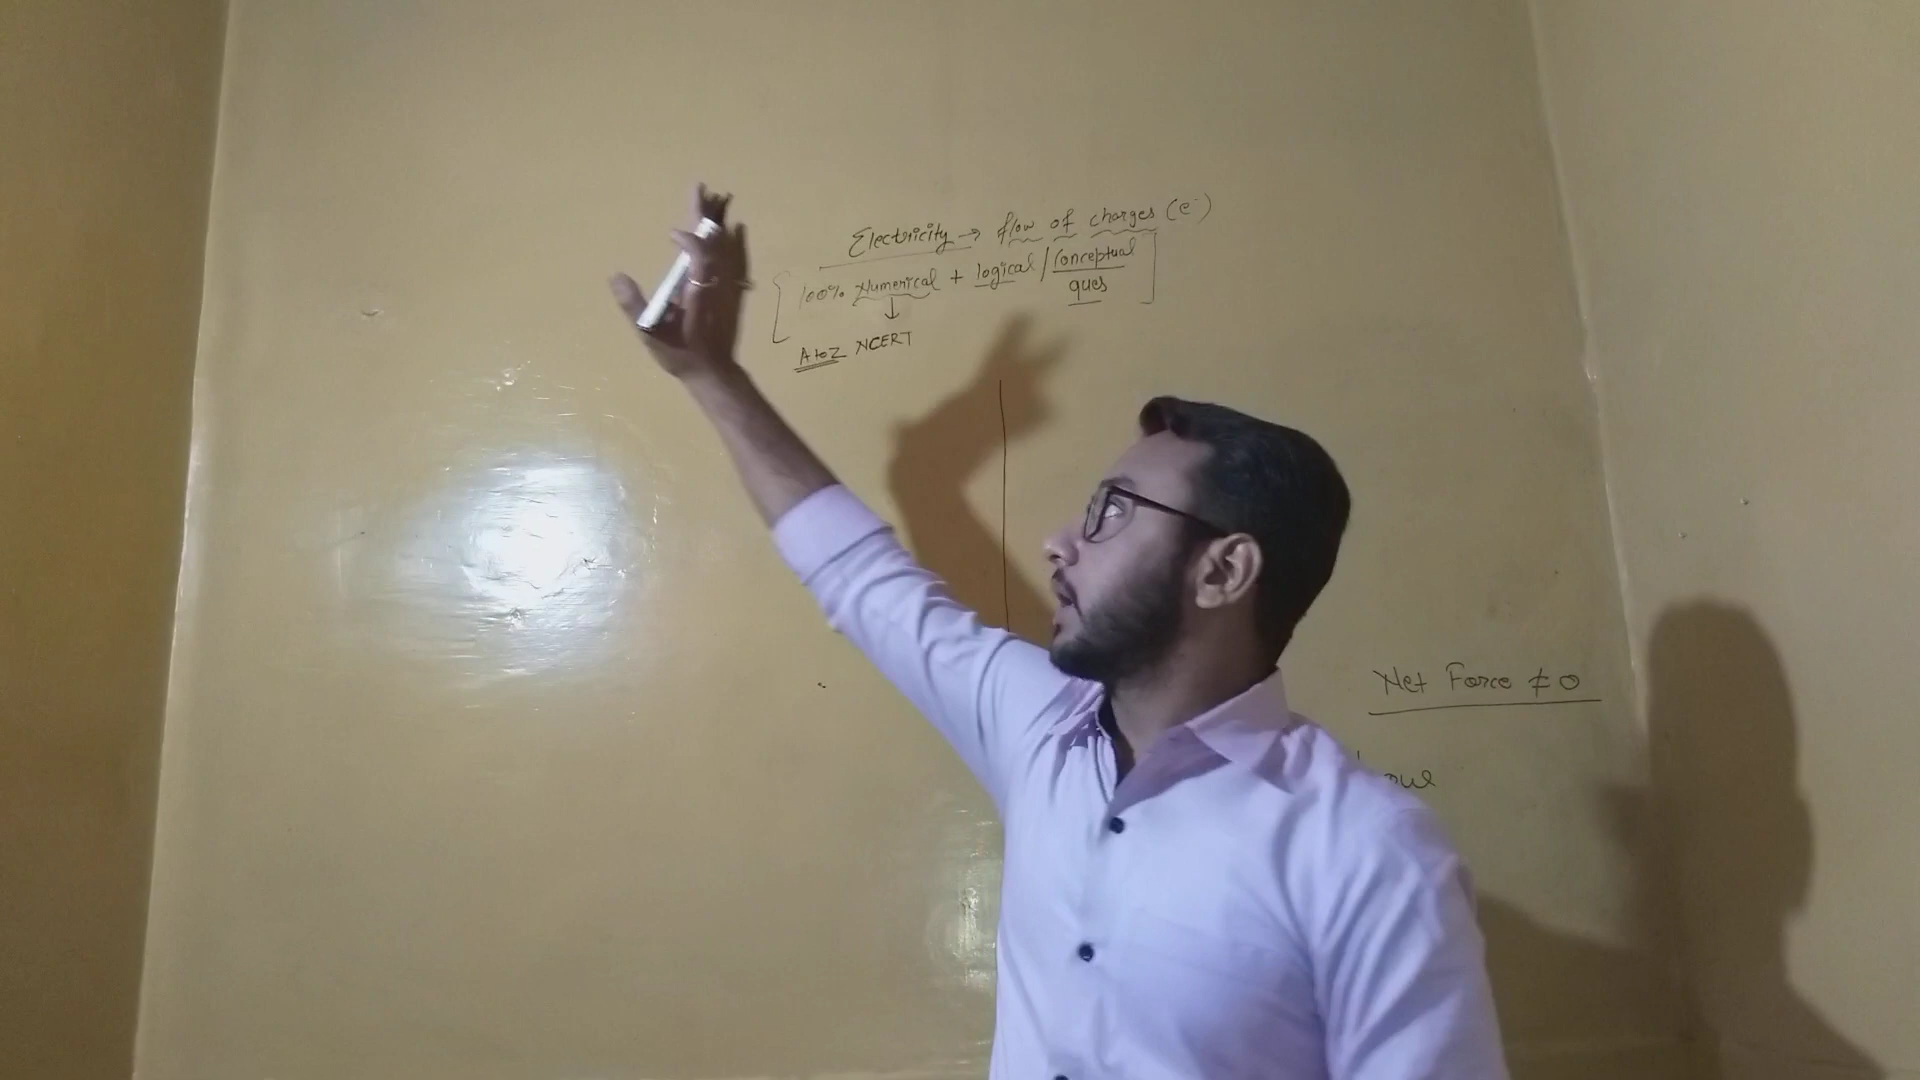 Electricity → flow of charges (e⁻)
[100% Numerical + logical / Conceptual
ques]
↓
A to Z NCERT
Net Force ≠ 0